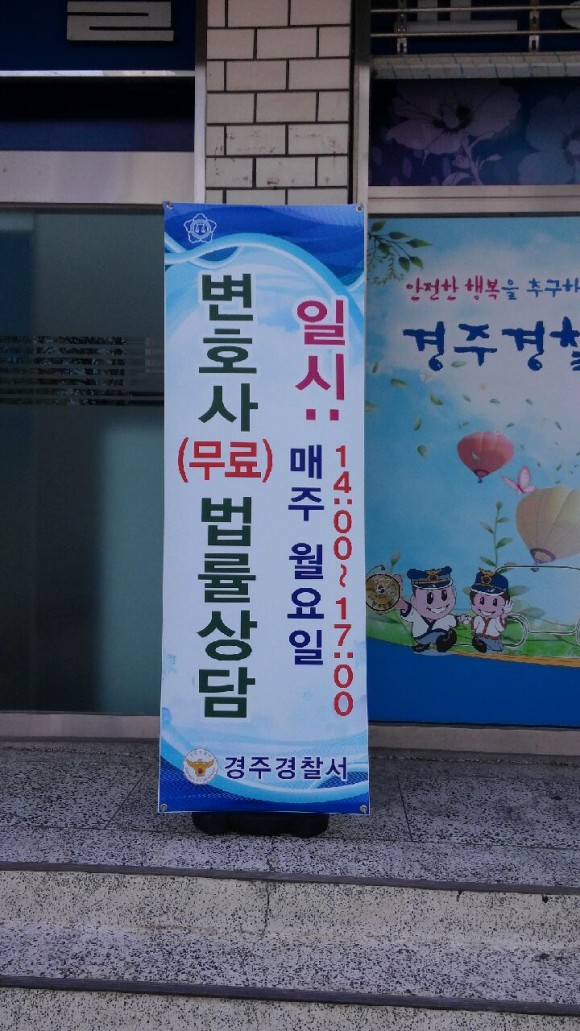 변호사
(무료)
법률상담
일시:
매주 월요일
14:00~17:00
경주경찰서
안전한 행복을 추구하
경주경찰